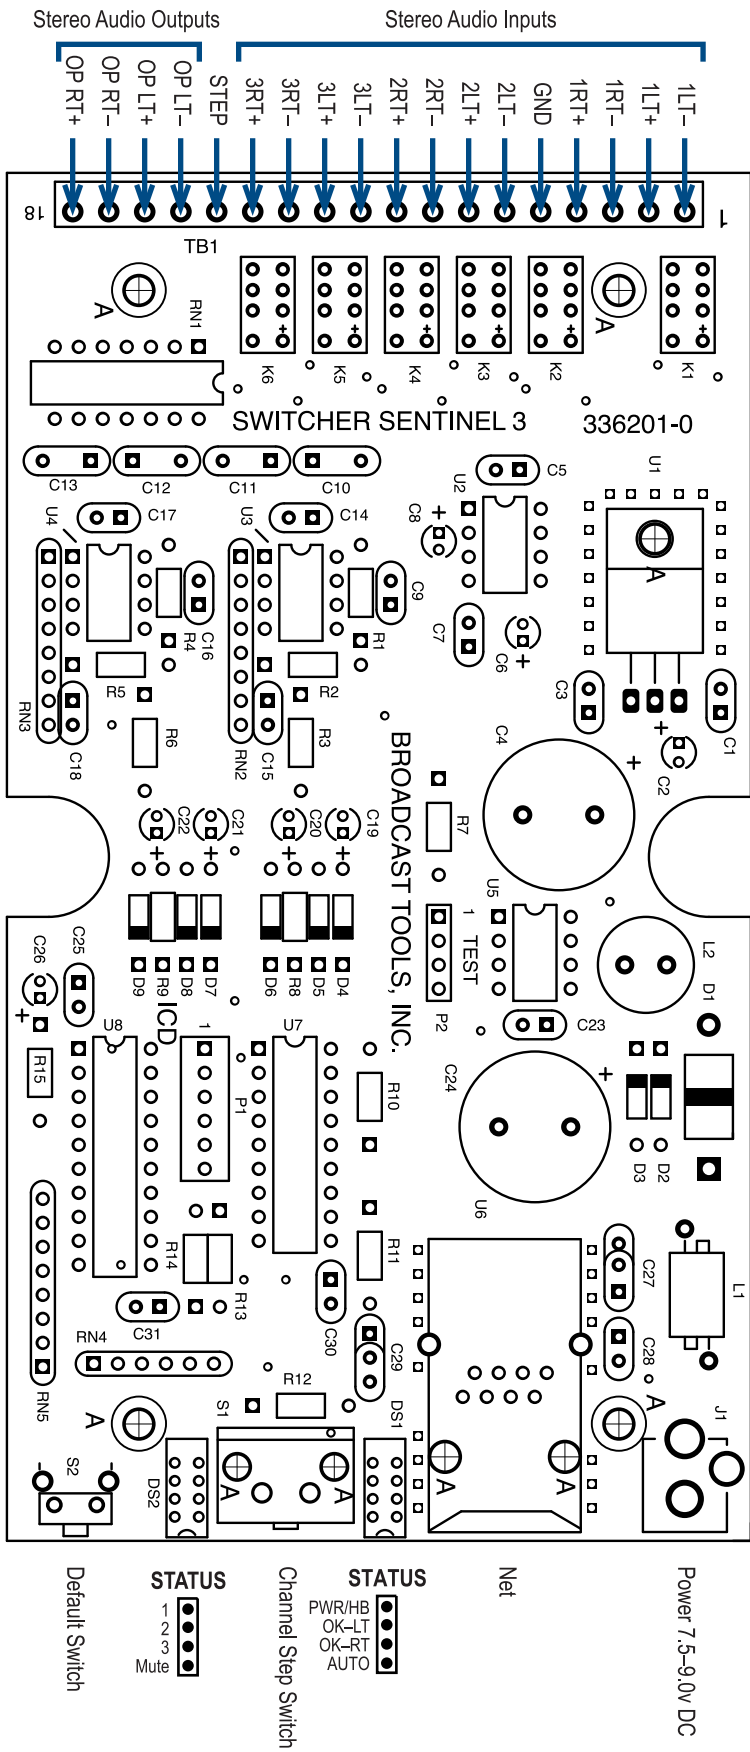 Stereo Audio Outputs
Stereo Audio Inputs
OP RT+
OP RT–
OP LT+
OP LT–
STEP
3RT+
3RT–
3LT+
3LT–
2RT+
2RT–
2LT+
2LT–
GND
1RT+
1RT–
1LT+
1LT–
18
1
TB1
A
A
RN1
+
+
+
+
+
+
K6
K5
K4
K3
K2
K1
SWITCHER SENTINEL 3
336201-0
C13
C12
C11
C10
U2
C5
U1
U4
C17
U3
C14
C8
+
A
C16
C9
C7
C6
+
R4
R1
R5
R2
C3
C1
RN3
C18
R6
RN2
C15
R3
C4
+
+
C2
BROADCAST TOOLS, INC.
C22
C21
C20
C19
+
+
+
+
R7
U5
1
TEST
P2
L2
C26
+
C25
D9
R9
D8
D7
D6
R8
D5
D4
ICD
D1
C23
U8
1
P1
U7
R15
R10
C24
+
D3
D2
U6
R14
R13
R11
C27
L1
C31
C30
C29
C28
RN4
RN5
R12
A
S1
DS1
A
J1
S2
DS2
A
A
A
A
Default Switch
STATUS
1
2
3
Mute
Channel Step Switch
STATUS
PWR/HB
OK–LT
OK–RT
AUTO
Net
Power 7.5–9.0v DC